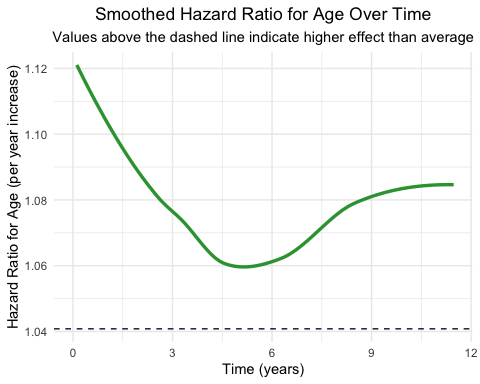 Smoothed Hazard Ratio for Age Over Time
Values above the dashed line indicate higher effect than average
Hazard Ratio for Age (per year increase)
1.12
1.10
1.08
1.06
1.04
0 3 6 9 12
Time (years)